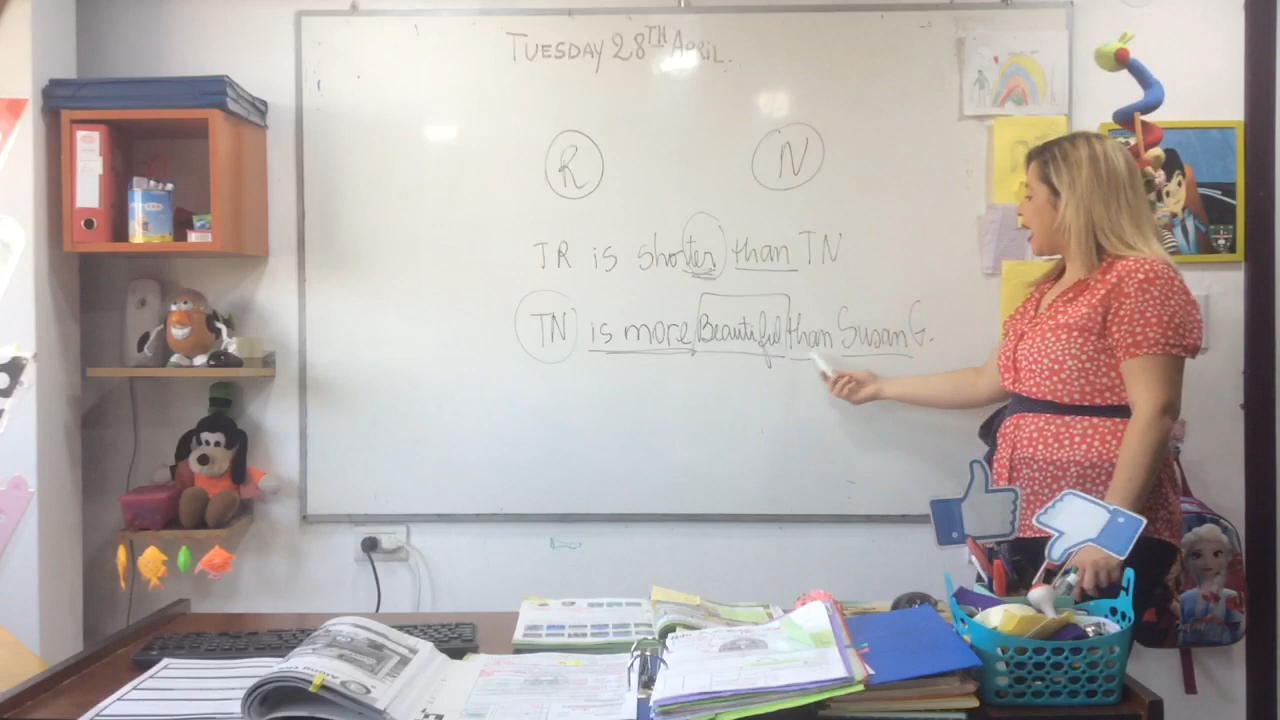 TUESDAY 28TH APRIL.
R
N
TR is shorter than TN
TN is more Beautiful than Susan G.